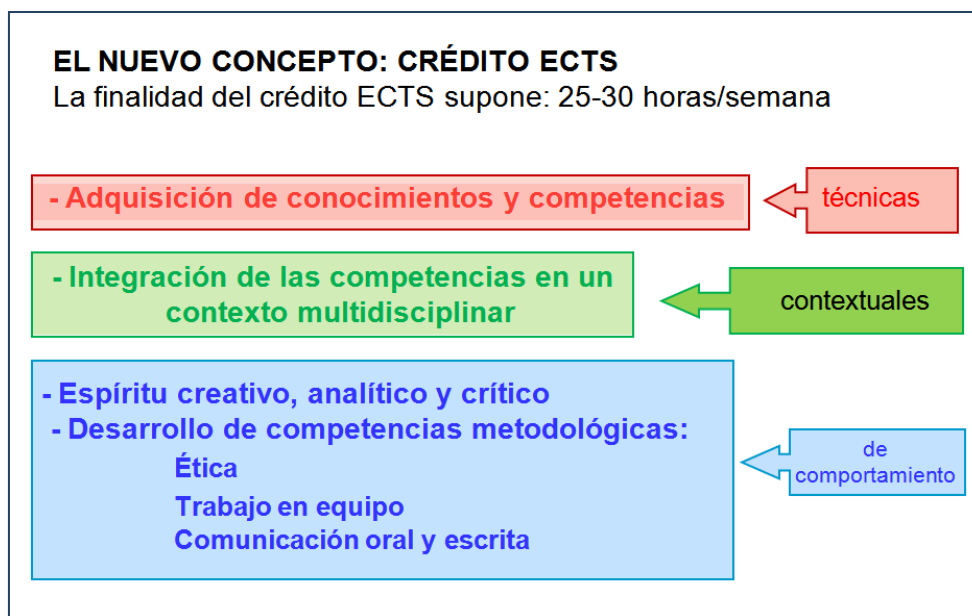 EL NUEVO CONCEPTO: CRÉDITO ECTS
La finalidad del crédito ECTS supone: 25-30 horas/semana
- Adquisición de conocimientos y competencias
técnicas
- Integración de las competencias en un
contexto multidisciplinar
contextuales
- Espíritu creativo, analítico y crítico
- Desarrollo de competencias metodológicas:
Ética
Trabajo en equipo
Comunicación oral y escrita
de
comportamiento